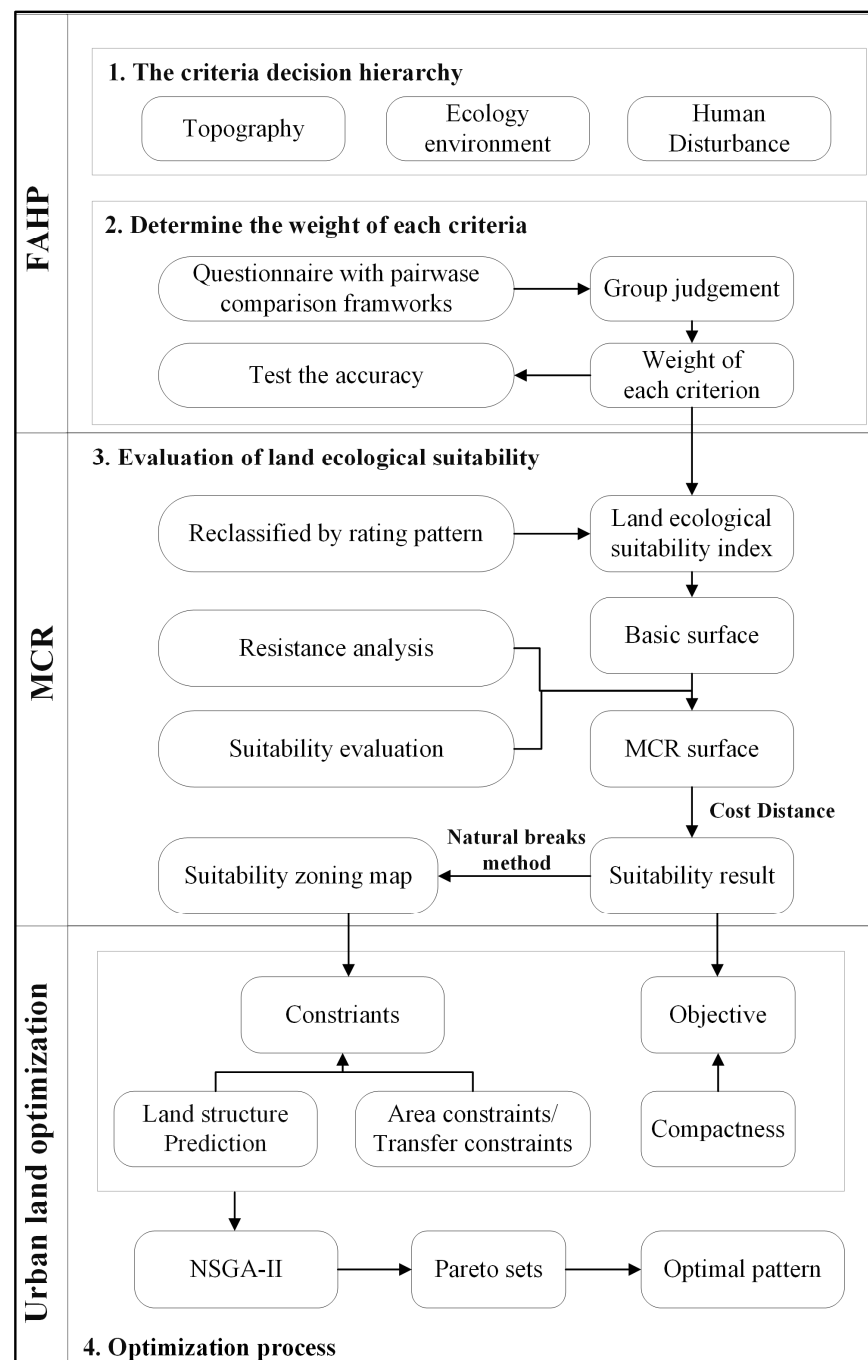 FAHP
1. The criteria decision hierarchy
Topography
Ecology
environment
Human
Disturbance
2. Determine the weight of each criteria
Questionnaire with pairwase
comparison framworks
Group judgement
Test the accuracy
Weight of
each criterion
MCR
3. Evaluation of land ecological suitability
Reclassified by rating pattern
Land ecological
suitability index
Resistance analysis
Basic surface
Suitability evaluation
MCR surface
Cost Distance
Suitability zoning map
Natural breaks
method
Suitability result
Urban land optimization
Constriants
Objective
Land structure
Prediction
Area constraints/
Transfer constraints
Compactness
NSGA-II
Pareto sets
Optimal pattern
4. Optimization process